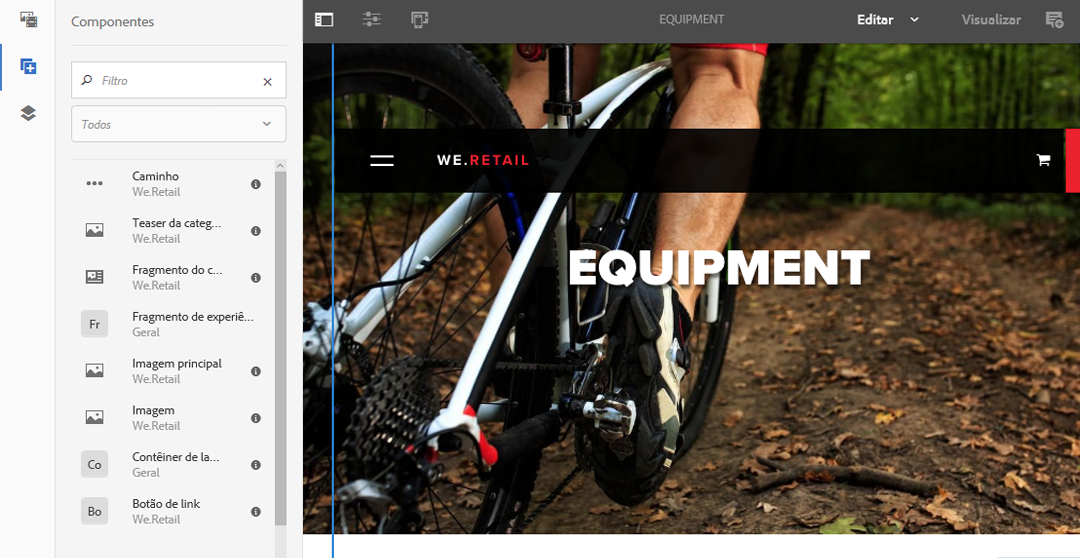 Componentes
Filtro
Todos
Caminho
We.Retail
Teaser da categ...
We.Retail
Fragmento do c...
We.Retail
Fr
Fragmento de experiê...
Geral
Imagem principal
We.Retail
Imagem
We.Retail
Co
Contêiner de la...
Geral
Bo
Botão de link
We.Retail
EQUIPMENT
Editar
Visualizar
WE.RETAIL
EQUIPMENT